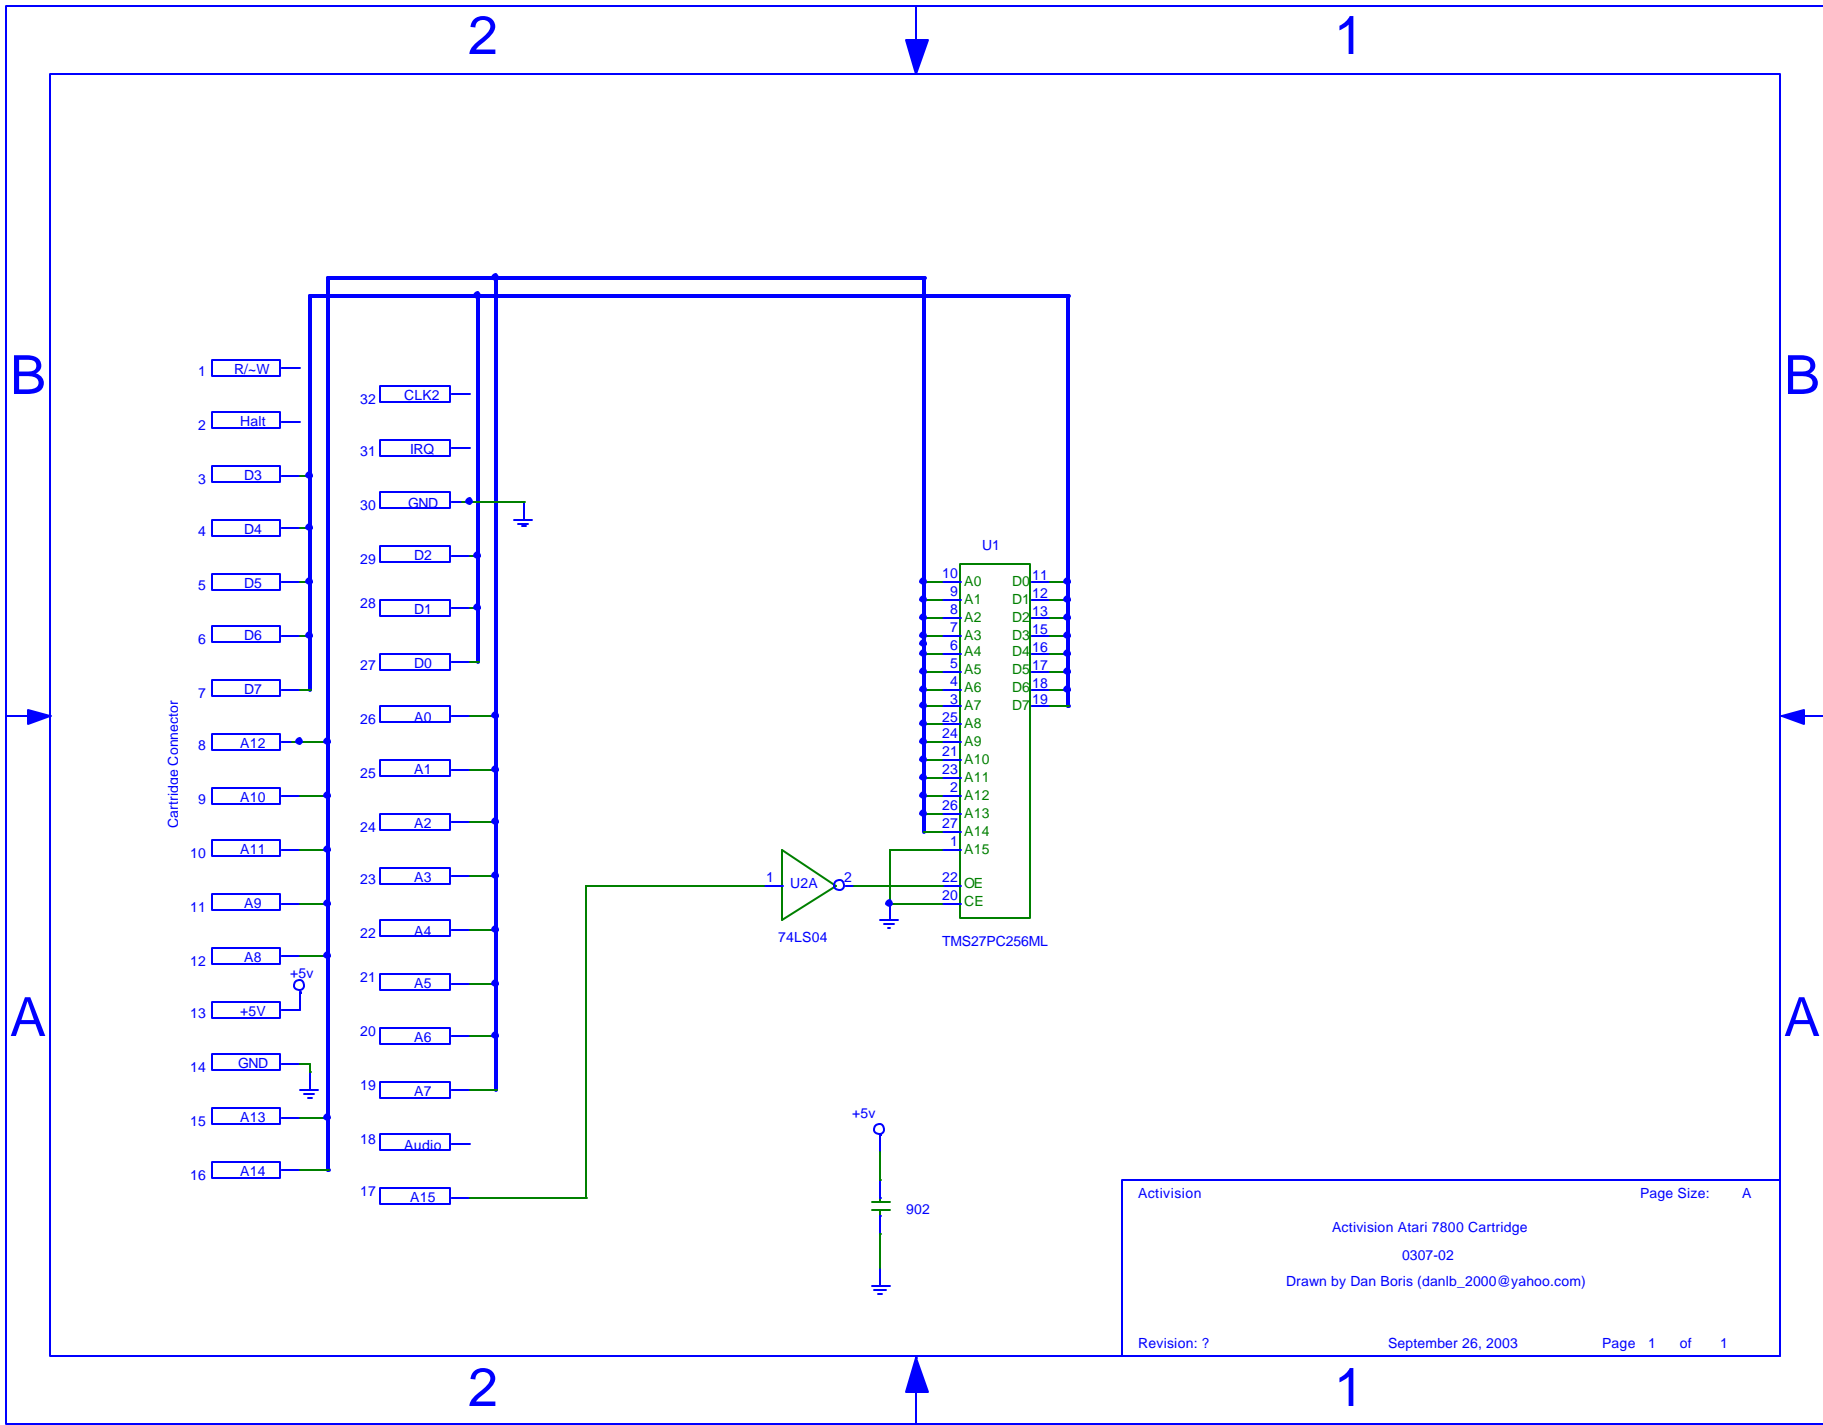 2 1
B B
A A
2 1
Cartridge Connector
1 R/~W
2 Halt
3 D3
4 D4
5 D5
6 D6
7 D7
8 A12
9 A10
10 A11
11 A9
12 A8
+5v
13 +5V
14 GND
15 A13
16 A14
32 CLK2
31 IRQ
30 GND
29 D2
28 D1
27 D0
26 A0
25 A1
24 A2
23 A3
22 A4
21 A5
20 A6
19 A7
18 Audio
17 A15
1 U2A 2
74LS04
U1
10 A0 D0 11
9 A1 D1 12
8 A2 D2 13
7 A3 D3 15
6 A4 D4 16
5 A5 D5 17
4 A6 D6 18
3 A7 D7 19
25 A8
24 A9
21 A10
23 A11
2 A12
26 A13
27 A14
1 A15
22 OE
20 CE
TMS27PC256ML
+5v
902
Activision Page Size: A
Activision Atari 7800 Cartridge
0307-02
Drawn by Dan Boris (danlb_2000@yahoo.com)
Revision: ? September 26, 2003 Page 1 of 1